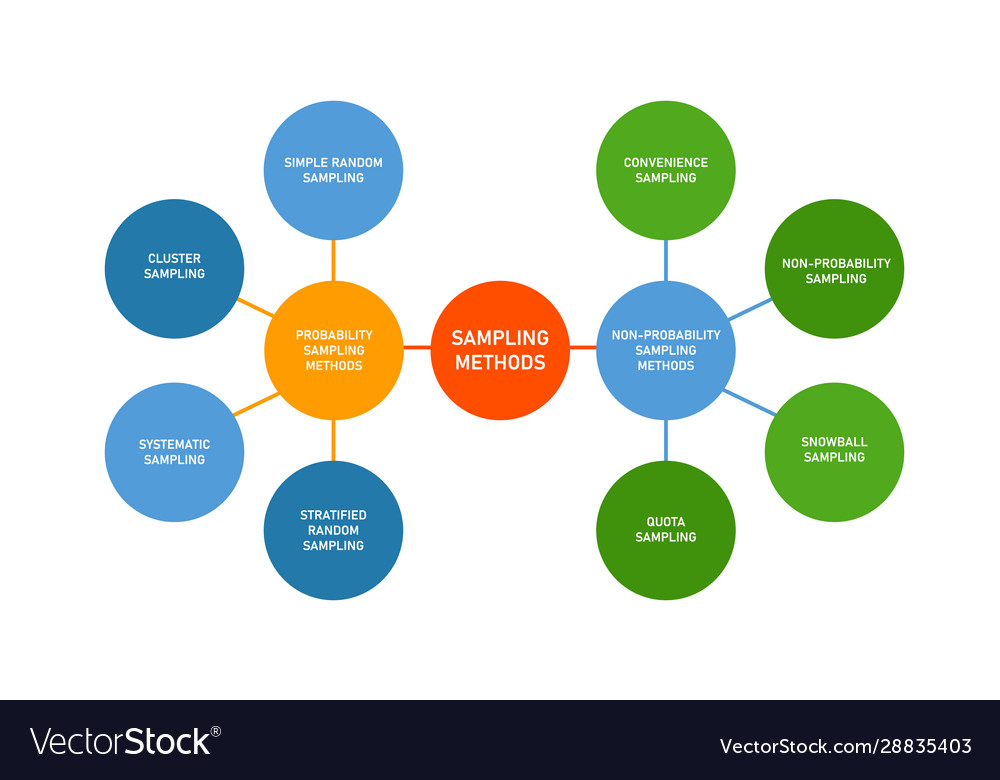 SIMPLE RANDOM
SAMPLING
CONVENIENCE
SAMPLING
CLUSTER
SAMPLING
NON-PROBABILITY
SAMPLING
PROBABILITY
SAMPLING
METHODS
SAMPLING
METHODS
NON-PROBABILITY
SAMPLING
METHODS
SYSTEMATIC
SAMPLING
SNOWBALL
SAMPLING
STRATIFIED
RANDOM
SAMPLING
QUOTA
SAMPLING
VectorStock®
VectorStock.com/28835403